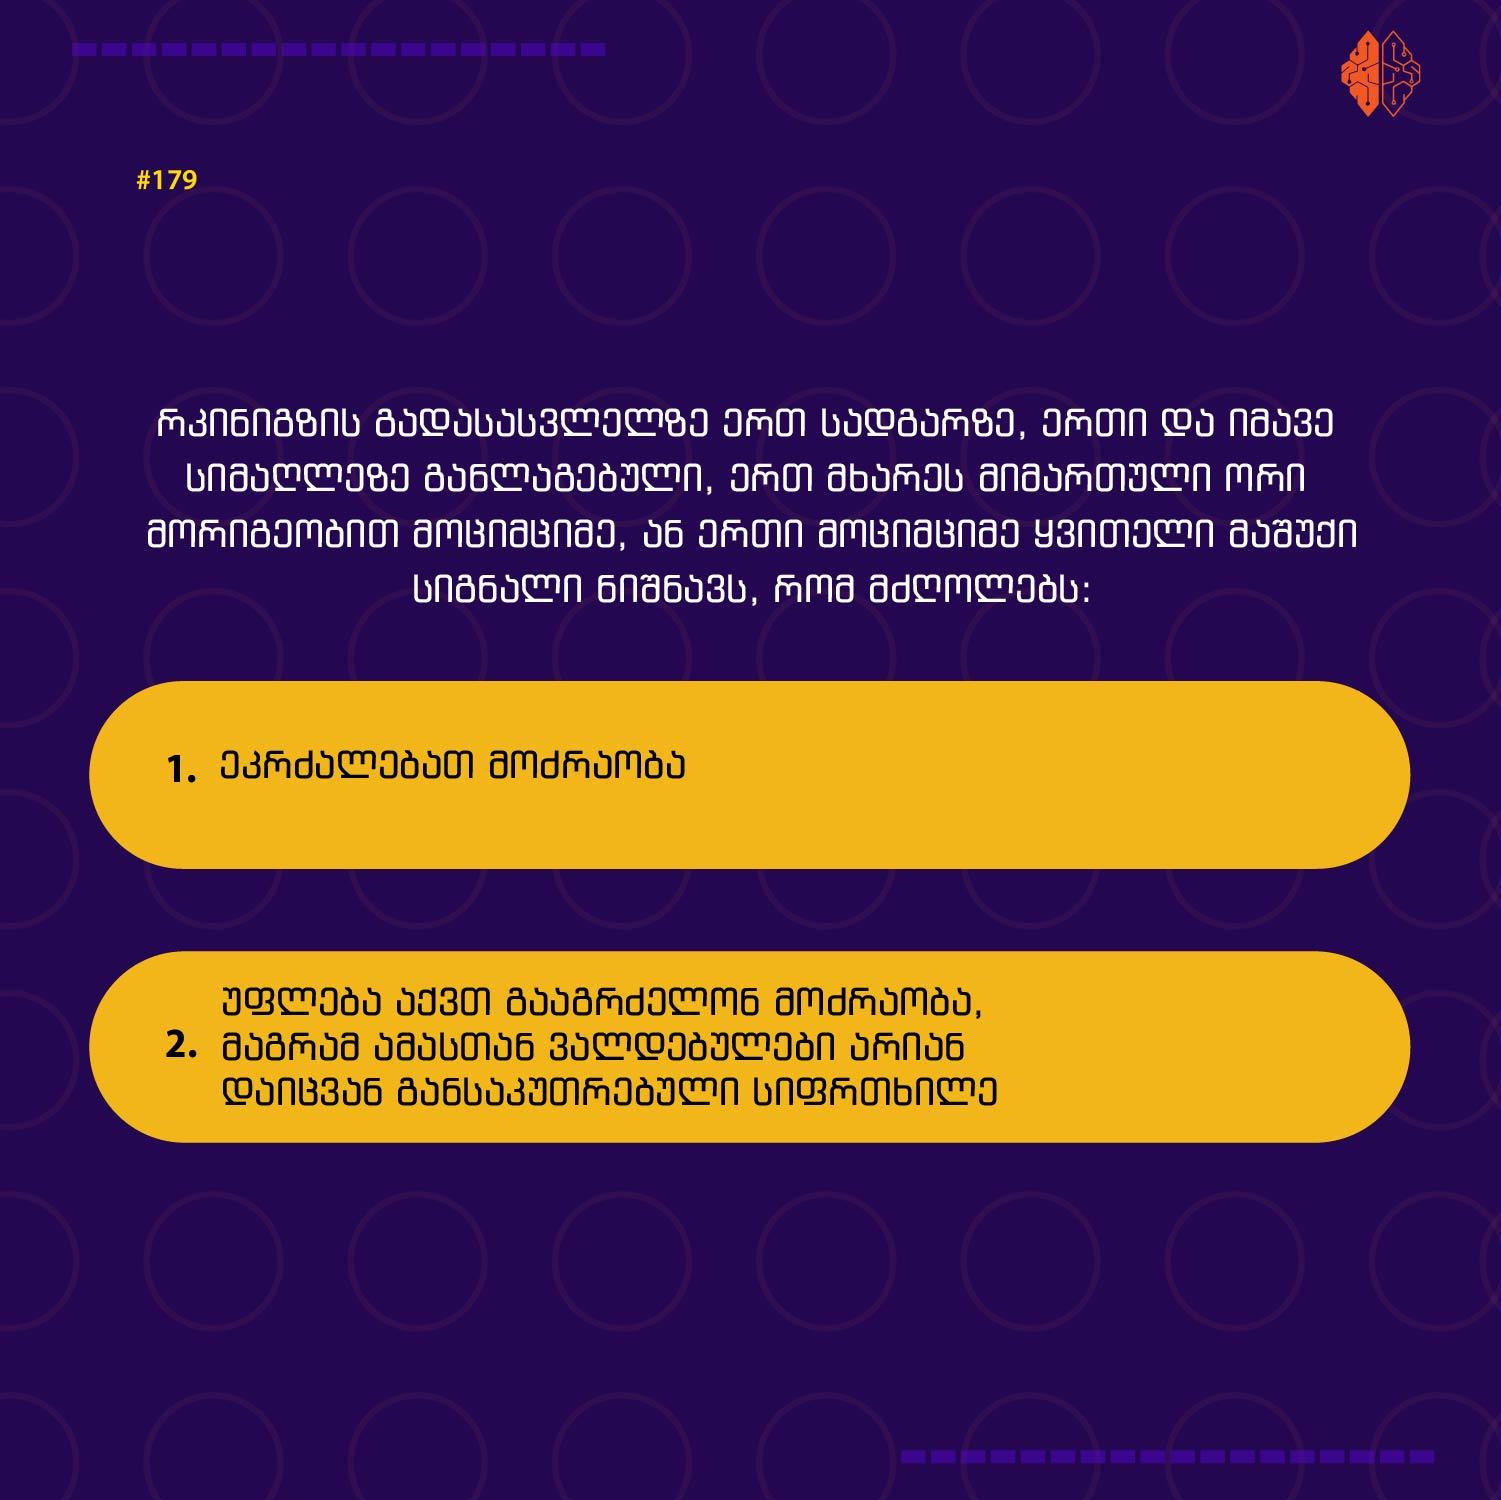 #179
რკინიგზის გადასასვლელზე ერთ სადგარზე, ერთი და იმავე
სიმაღლეზე განლაგებული, ერთ მხარეს მიმართული ორი
მორიგეობით მოციმციმე, ან ერთი მოციმციმე ყვითელი მაშუქი
სიგნალი ნიშნავს, რომ მძღოლებს:
1. ეკრძალებათ მოძრაობა
უფლება აქვთ გააგრძელონ მოძრაობა,
2. მაგრამ ამასთან ვალდებულები არიან
დაიცვან განსაკუთრებული სიფრთხილე